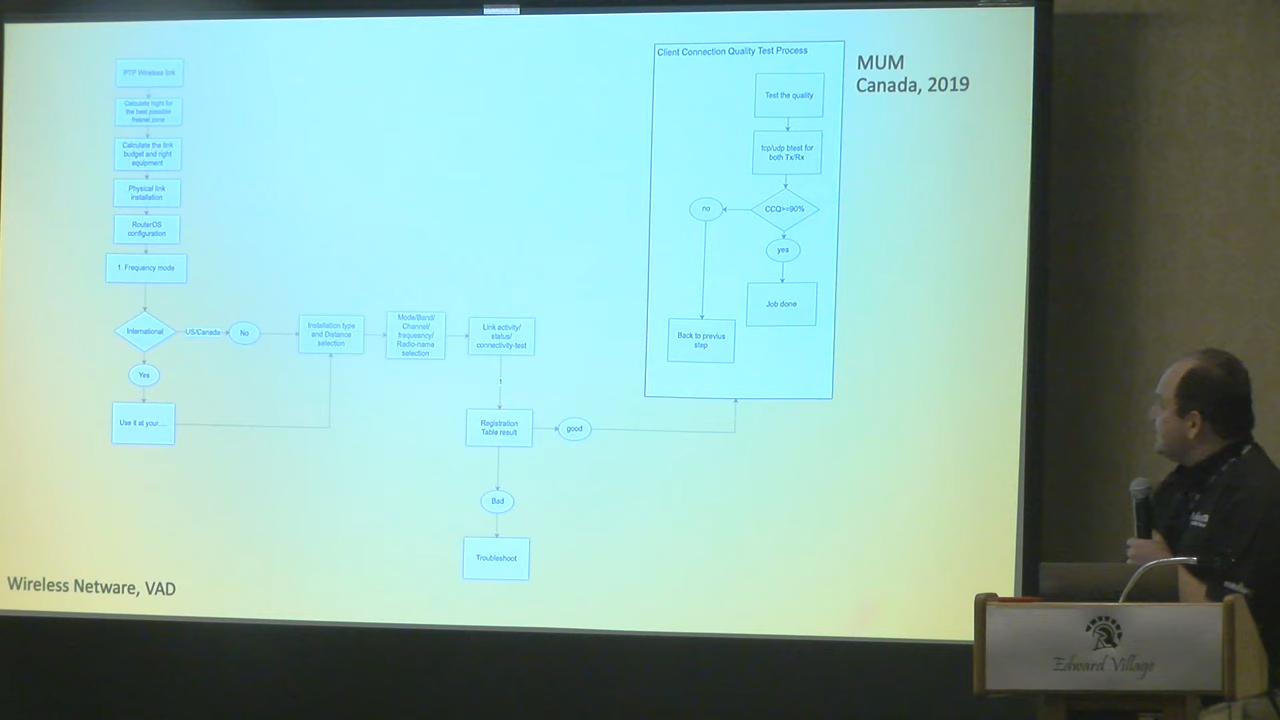 PTP Wireless link
Calculate hight for
the best possible
fresnel zone
Calculate the link
budget and right
equipment
Physical link
installation
RouterOS
configuration
1. Frequency mode
International
US/Canada
No
Yes
Use it at your....
Installation type
and Distance
selection
Mode/Band/
Channel/
frequeancy/
Radio-name
selection
Link activity/
status/
connectivity-test
1
Registration
Table result
good
Bad
Troubleshoot
Client Connection Quality Test Process
Test the quality
tcp/udp btest for
both Tx/Rx
CCQ>=90%
no
yes
Job done
Back to previus
step
MUM
Canada, 2019
Wireless Netware, VAD
Edward Village